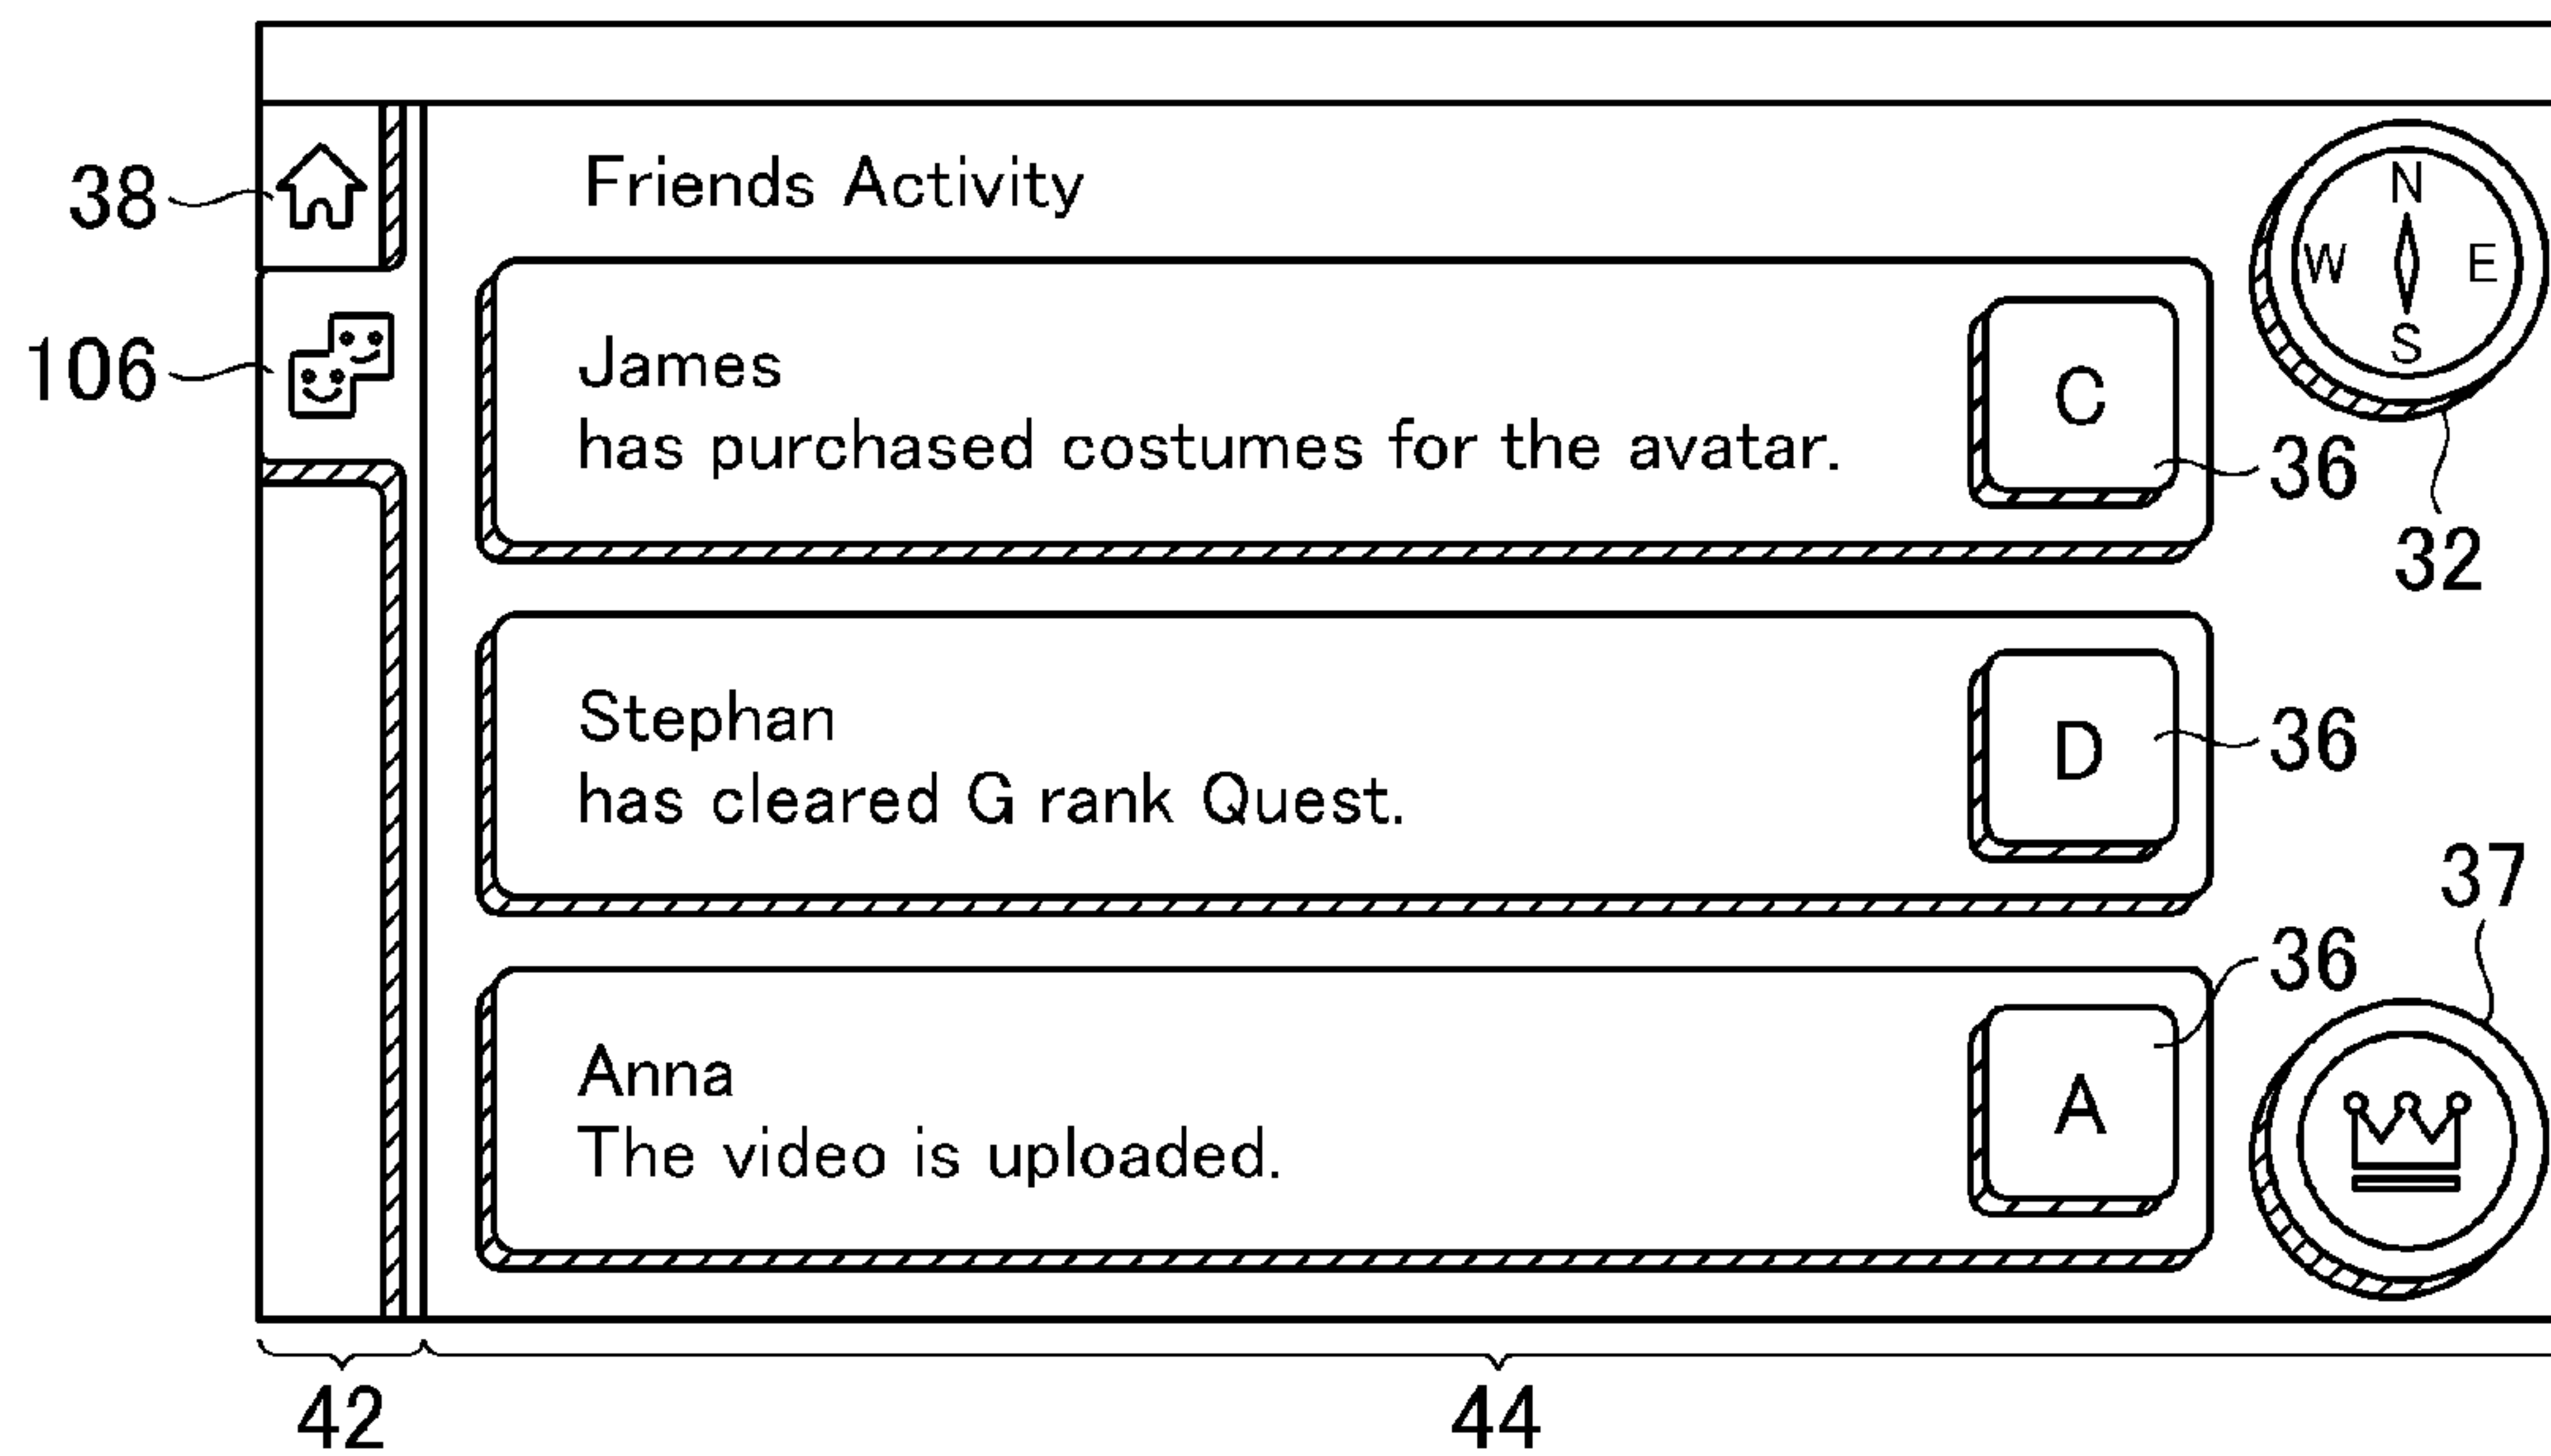 Friends Activity
N
W E
S
38
106
James
has purchased costumes for the avatar.
C
36
32
Stephan
has cleared G rank Quest.
D
36
37
36
Anna
The video is uploaded.
A
42
44